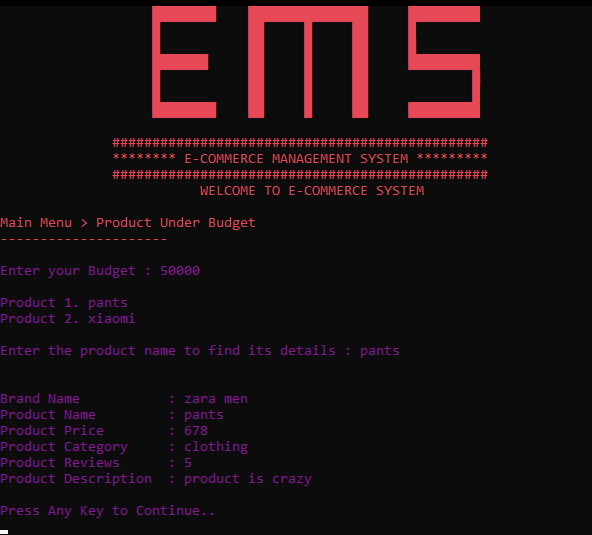 EMS
###############################################
******** E-COMMERCE MANAGEMENT SYSTEM *********
###############################################
WELCOME TO E-COMMERCE SYSTEM
Main Menu > Product Under Budget
---------------------
Enter your Budget : 50000
Product 1. pants
Product 2. xiaomi
Enter the product name to find its details : pants
Brand Name           : zara men
Product Name         : pants
Product Price        : 678
Product Category     : clothing
Product Reviews      : 5
Product Description  : product is crazy
Press Any Key to Continue..